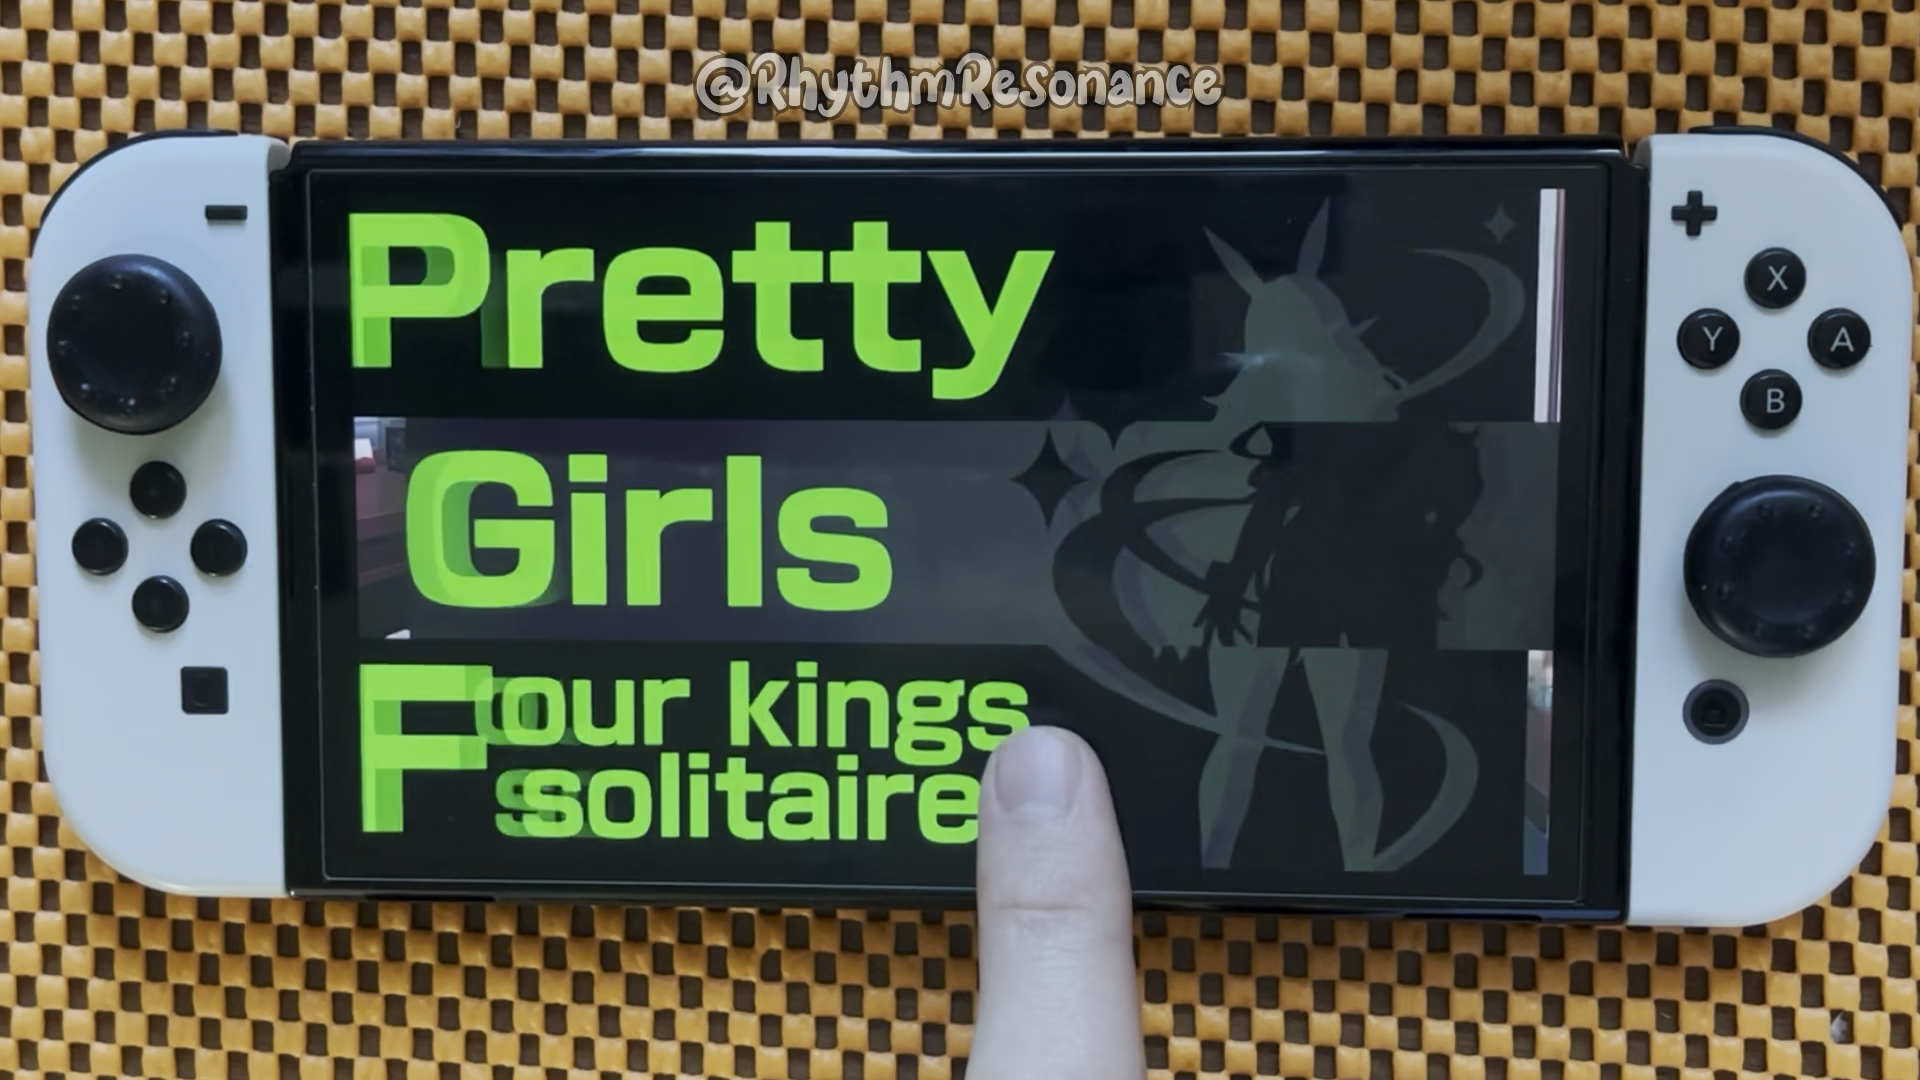 @RhythmResonance
Pretty
Girls
Four kings
solitaire
X
Y
A
B